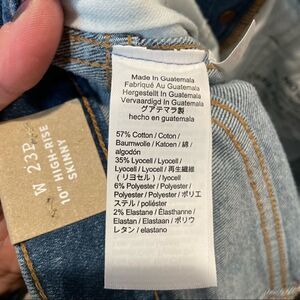 W 23P
10" HIGH-RISE
SKINNY
Made In Guatemala
Fabriqué Au Guatemala
Hergestellt In Guatemala
Vervaardigd In Guatemala
グアテマラ製
hecho en guatemala
57% Cotton / Coton /
Baumwolle / Katoen / 綿 /
algodón
35% Lyocell / Lyocell /
Lyocell / Lyocell / 再生繊維
(リヨセル) / lyocell
6% Polyester / Polyester /
Polyester / Polyester / ポリエ
ステル / poliéster
2% Elastane / Élasthanne /
Elastan / Elastaan / ポリウ
レタン / elastano